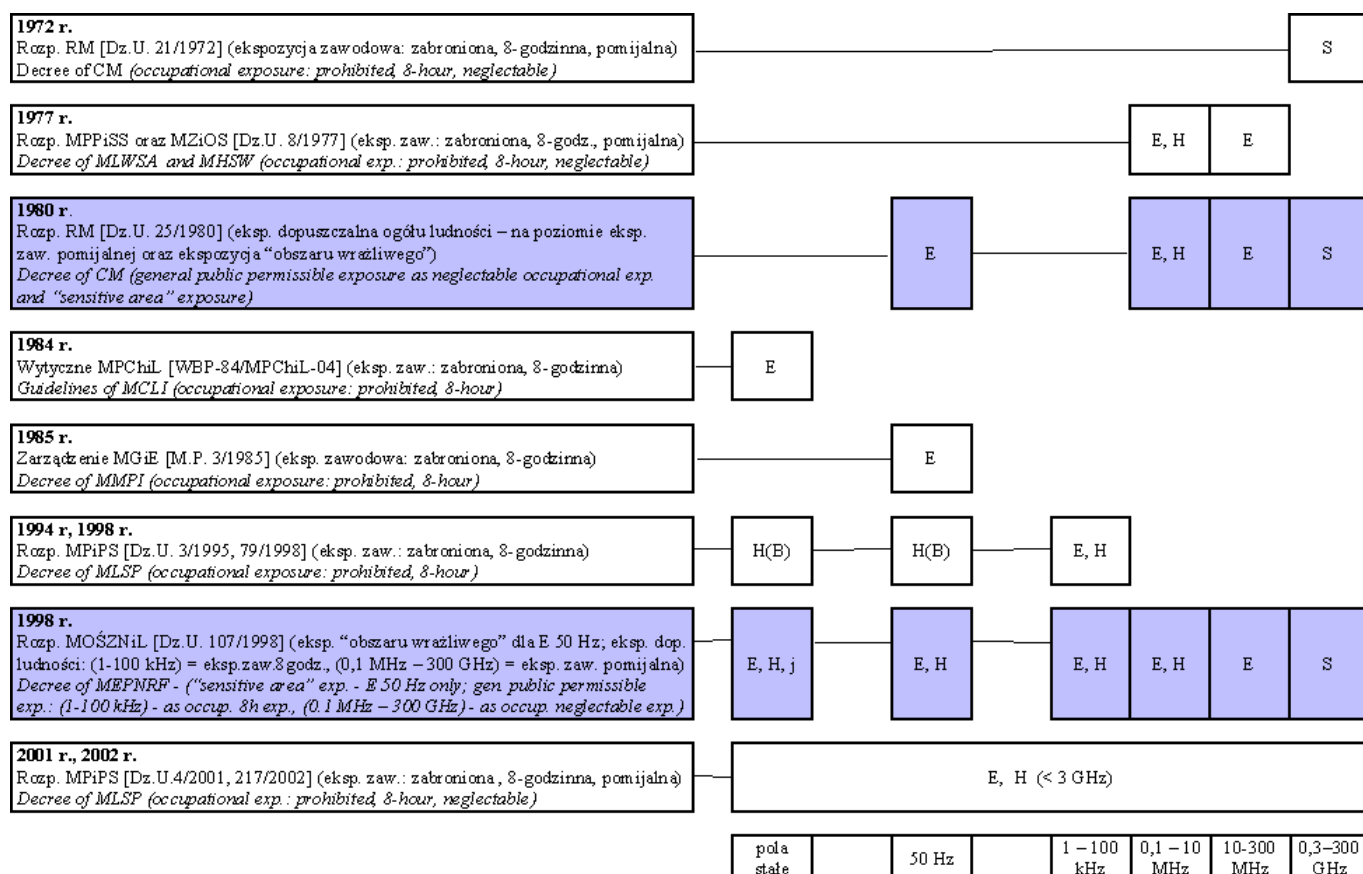 1972 r.
Rozp. RM [Dz.U. 21/1972] (ekspozycja zawodowa: zabroniona, 8-godzinna, pomijalna)
Decree of CM (occupational exposure: prohibited, 8-hour, neglectable)
S
1977 r.
Rozp. MPPiSS oraz MZiOS [Dz.U. 8/1977] (eksp. zaw.: zabroniona, 8-godz., pomijalna)
Decree of MLWSA and MHSW (occupational exp.: prohibited, 8-hour, neglectable)
E, H
E
1980 r.
Rozp. RM [Dz.U. 25/1980] (eksp. dopuszczalna ogółu ludności – na poziomie eksp.
zaw. pomijalnej oraz ekspozycja “obszaru wrażliwego”)
Decree of CM (general public permissible exposure as neglectable occupational exp.
and “sensitive area” exposure)
E
E, H
E
S
1984 r.
Wytyczne MPChiL [WBP-84/MPChiL-04] (eksp. zaw.: zabroniona, 8-godzinna)
Guidelines of MCLI (occupational exposure: prohibited, 8-hour)
E
1985 r.
Zarządzenie MGiE [M.P. 3/1985] (eksp. zawodowa: zabroniona, 8-godzinna)
Decree of MMPI (occupational exposure: prohibited, 8-hour)
E
1994 r, 1998 r.
Rozp. MPiPS [Dz.U. 3/1995, 79/1998] (eksp. zaw.: zabroniona, 8-godzinna)
Decree of MLSP (occupational exposure: prohibited, 8-hour)
H(B)
H(B)
E, H
1998 r.
Rozp. MOŚZNiL [Dz.U. 107/1998] (eksp. “obszaru wrażliwego” dla E 50 Hz; eksp. dop.
ludności: (1-100 kHz) = eksp.zaw.8 godz., (0,1 MHz – 300 GHz) = eksp. zaw. pomijalna)
Decree of MEPNRF - (“sensitive area” exp. - E 50 Hz only; gen. public permissible
exp.: (1-100 kHz) - as occup. 8h exp., (0.1 MHz – 300 GHz) - as occup. neglectable exp.)
E, H, j
E, H
E, H
E, H
E
S
2001 r., 2002 r.
Rozp. MPiPS [Dz.U.4/2001, 217/2002] (eksp. zaw.: zabroniona , 8-godzinna, pomijalna)
Decree of MLSP (occupational exp.: prohibited, 8-hour, neglectable)
E, H (< 3 GHz)
pola
stałe
50 Hz
1 – 100
kHz
0,1 – 10
MHz
10-300
MHz
0,3–300
GHz